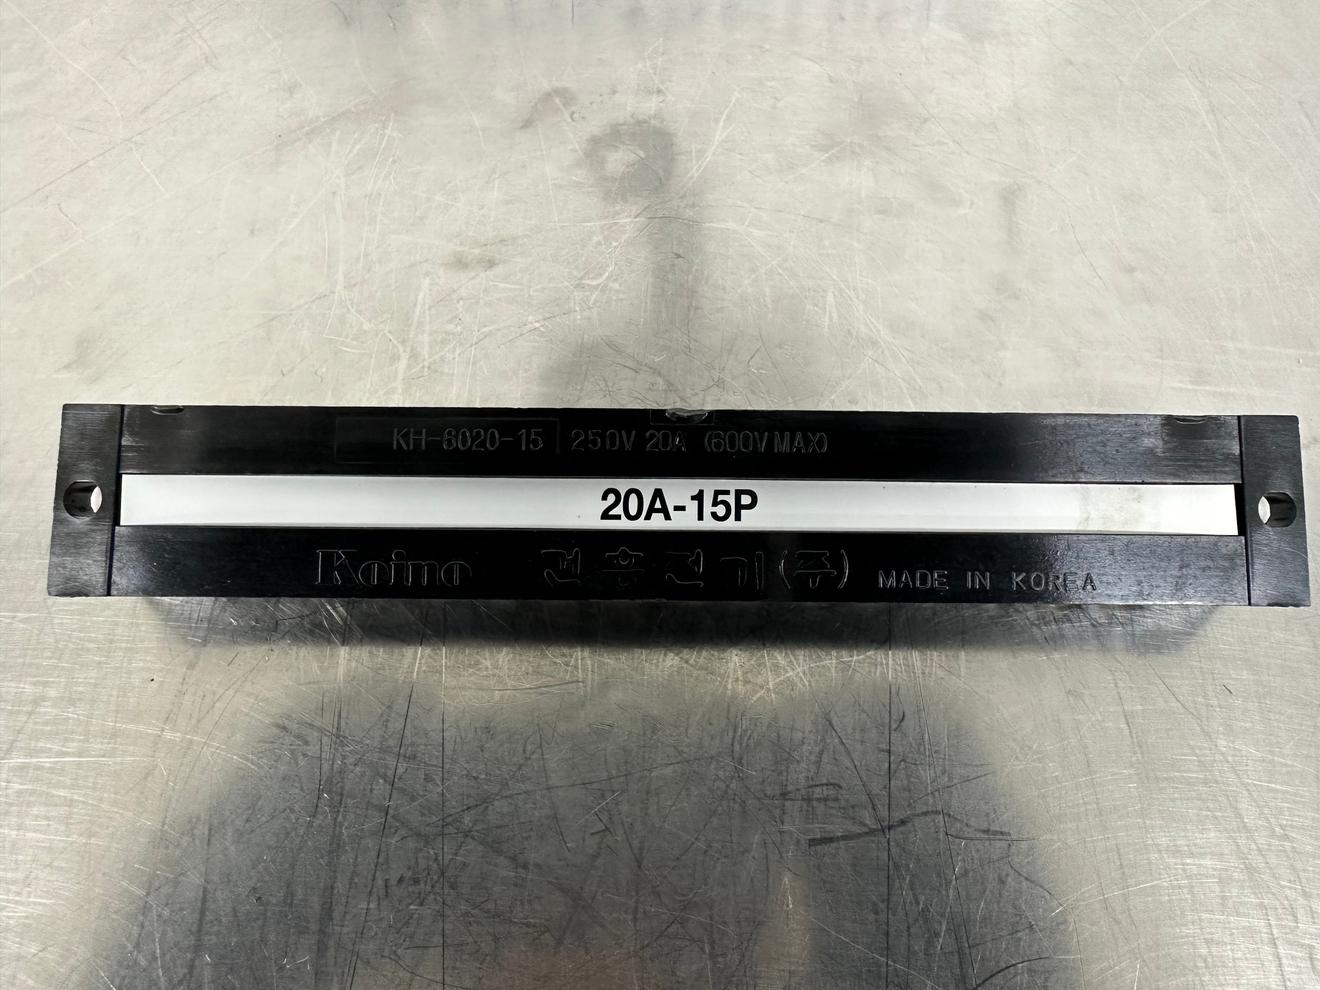 KH-6020-15 250V 20A (600V MAX)
20A-15P
Koino 건흥전기(주) MADE IN KOREA